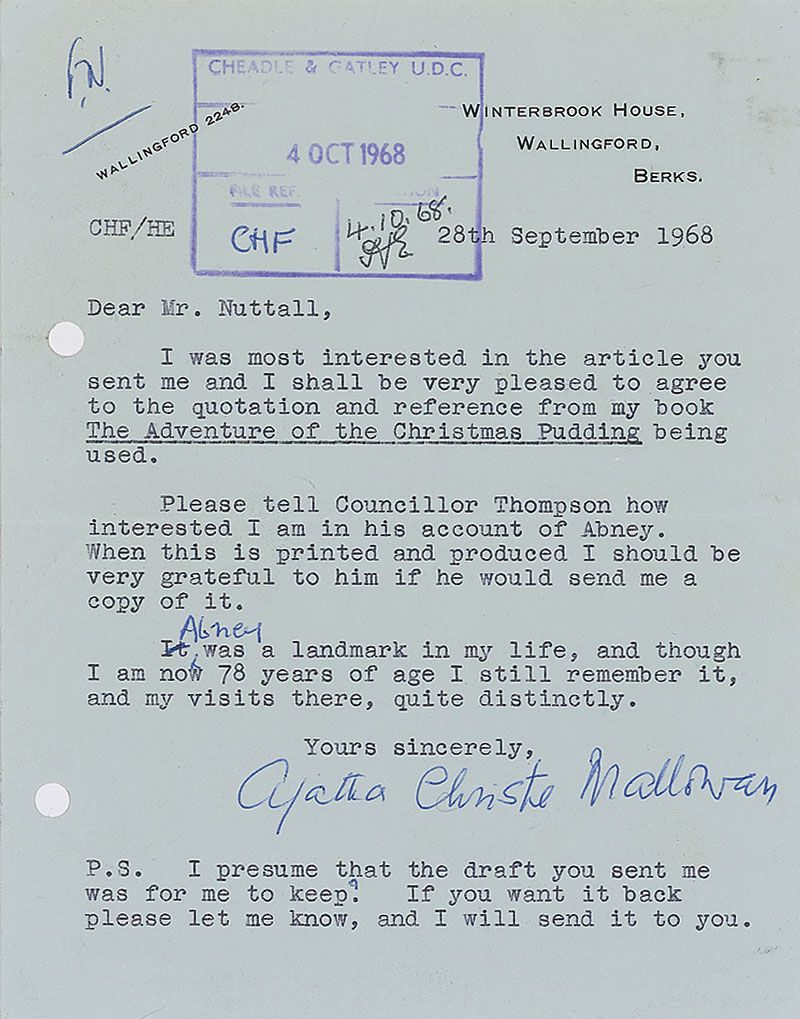 F.N.
CHEADLE & GATLEY U.D.C.
WALLINGFORD 2248.
WINTERBROOK HOUSE,
WALLINGFORD,
BERKS.
4 OCT 1968
FILE REF.
CHF
4.10.68.
CHF/HE
28th September 1968
Dear Mr. Nuttall,
I was most interested in the article you
sent me and I shall be very pleased to agree
to the quotation and reference from my book
The Adventure of the Christmas Pudding being
used.
Please tell Councillor Thompson how
interested I am in his account of Abney.
When this is printed and produced I should be
very grateful to him if he would send me a
copy of it.
Abney
It was a landmark in my life, and though
I am now 78 years of age I still remember it,
and my visits there, quite distinctly.
Yours sincerely,
Agatha Christie Mallowan
P.S. I presume that the draft you sent me
was for me to keep? If you want it back
please let me know, and I will send it to you.